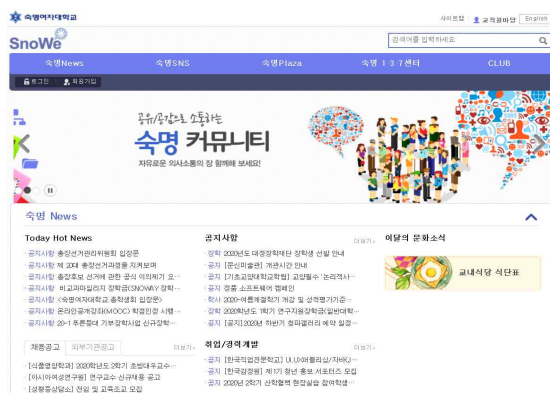 숙명여자대학교
사이트맵 교직원마당 English
SnoWe
검색어를 입력하세요
숙명News 숙명SNS 숙명Plaza 숙명 1·3·7센터 CLUB
로그인 회원가입
공유/공감으로 소통하는
숙명 커뮤니티
자유로운 의사소통의 장 함께해 보세요!
숙명 News
Today Hot News
공지사항 총장선거관리위원회 입장문
공지사항 제 20대 총장선거과정을 지켜보며
공지사항 총장후보 선거에 관한 공식 이의제기 요…
공지사항 비교과마일리지 장학금(SNOWAY 장학…
공지사항 <숙명여자대학교 총학생회 입장문>
공지사항 온라인공개강좌(MOOC) 학점인정 시행…
공지사항 20-1 푸른등대 기부장학사업 신규장학…
공지사항 더보기
장학 2020년도 대정장학재단 장학생 선발 안내
공지 [문신미술관] 개관시간 안내
공지 [기초교양대학교학팀] 교양필수 '논리적사…
공지 정품 소프트웨어 캠페인
학사 2020-여름계절학기 개강 및 성적평가기준…
장학 2020학년도 1학기 연구지원장학금(일반대학…
공지 [공지]2020년 하반기 청파갤러리 예약 일정…
이달의 문화소식
교내식당 식단표
채용공고 외부기관공고 더보기
[식품영양학과] 2020학년도 2학기 초빙대우교수…
[아시아여성연구원] 연구교수 신규채용 공고
[성평등상담소] 전임 및 교육조교 모집
취업/경력개발 더보기
공지 [한국직업전문학교] UI,UX퍼블리싱/자바(J…
공지 [한국감정원] 제1기 청년 홍보 서포터즈 모집
공지 2020년 2학기 산학협력 현장실습 참여학생…